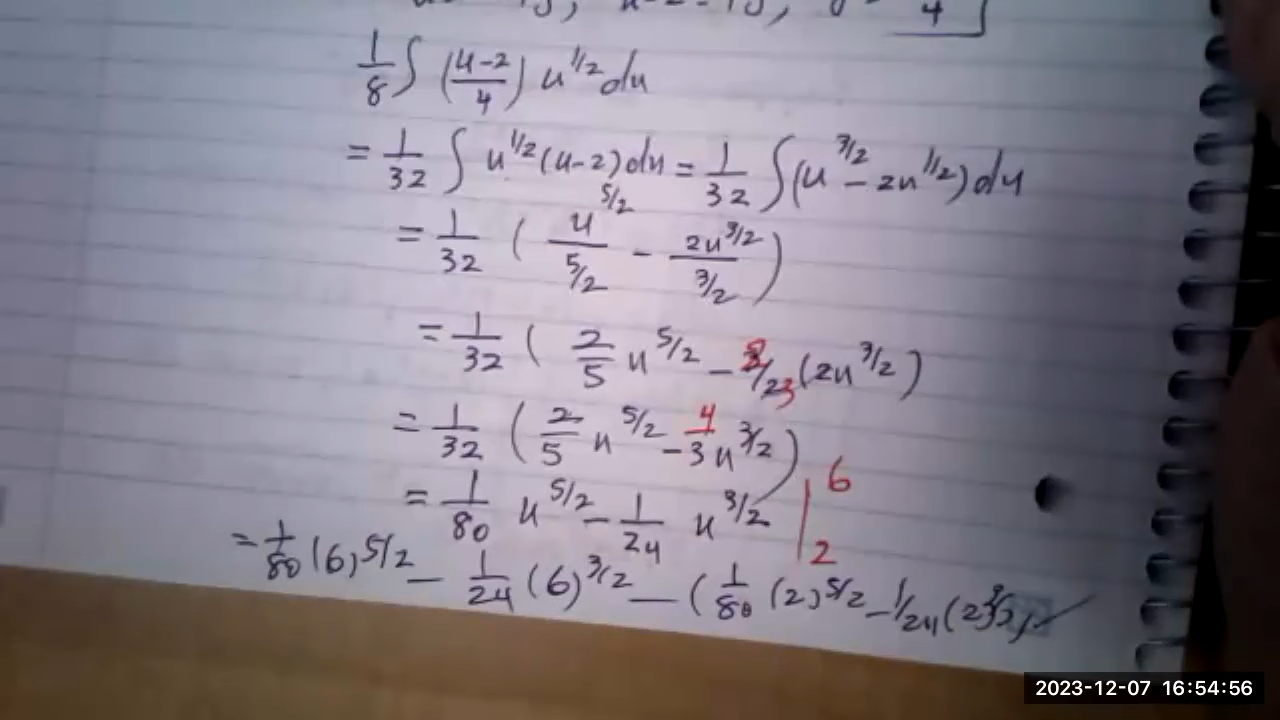 4
1/8 ∫ ((u-2)/4) u^1/2 du
= 1/32 ∫ u^1/2 (u-2) du = 1/32 ∫ (u^3/2 - 2u^1/2) du
= 1/32 ( u^5/2 / 5/2 - 2u^3/2 / 3/2 )
= 1/32 ( 2/5 u^5/2 - 2/3 (2u^3/2)
= 1/32 ( 2/5 u^5/2 - 4/3 u^3/2 )
= 1/80 u^5/2 - 1/24 u^3/2 | 6 2
= 1/80 (6)^5/2 - 1/24 (6)^3/2 - ( 1/80 (2)^5/2 - 1/24 (2^3/2)
2023-12-07 16:54:56